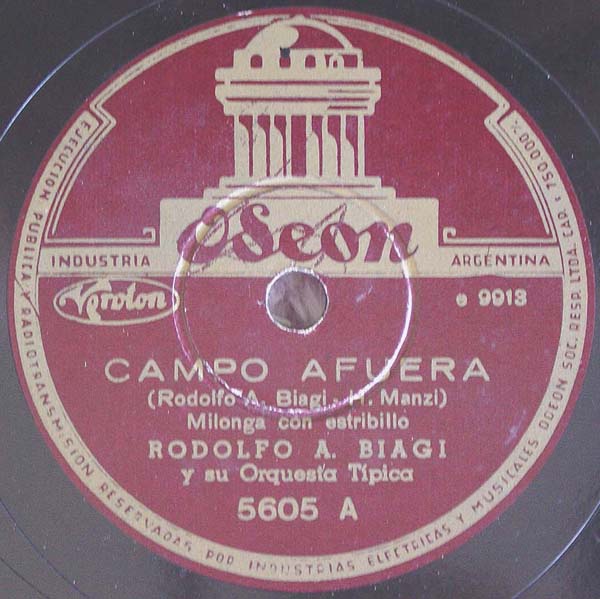 Odeon
INDUSTRIA ARGENTINA
e 9913
CAMPO AFUERA
(Rodolfo A. Biagi - H. Manzi)
Milonga con estribillo
RODOLFO A. BIAGI
y su Orquesta Típica
5605 A
EJECUCION PUBLICA Y RADIOTRANSMISION RESERVADAS POR INDUSTRIAS ELECTRICAS Y MUSICALES ODEON SOC. RESP. LTDA. CAP. $ 750.000 %